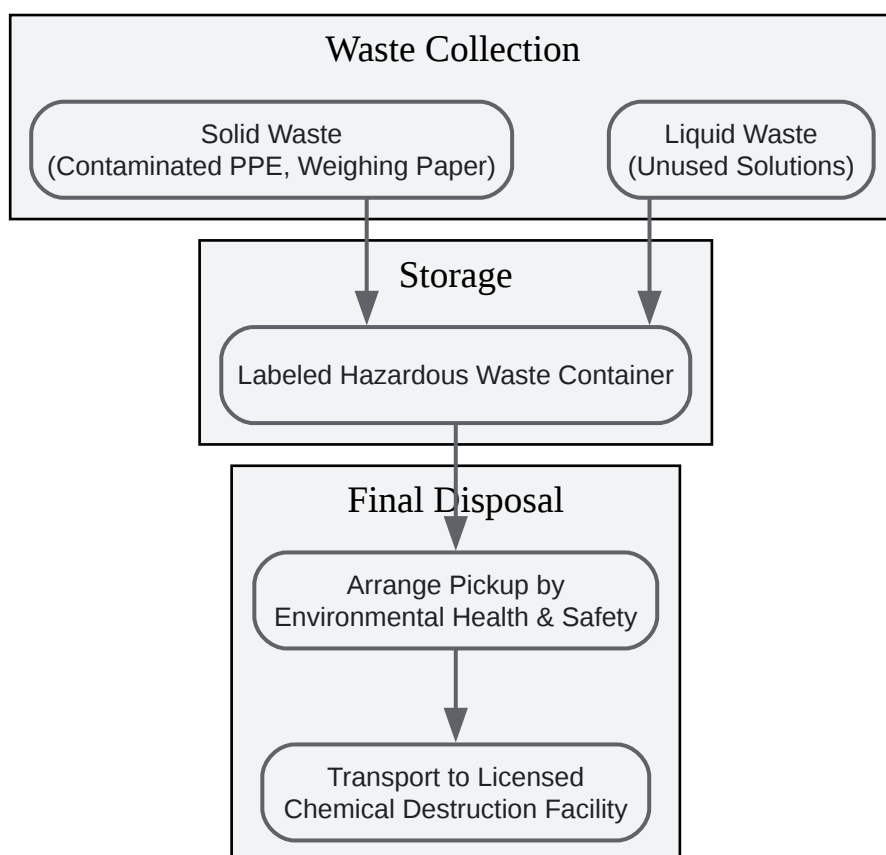 Waste Collection
Solid Waste
(Contaminated PPE, Weighing Paper)
Liquid Waste
(Unused Solutions)
Storage
Labeled Hazardous Waste Container
Final Disposal
Arrange Pickup by
Environmental Health & Safety
Transport to Licensed
Chemical Destruction Facility